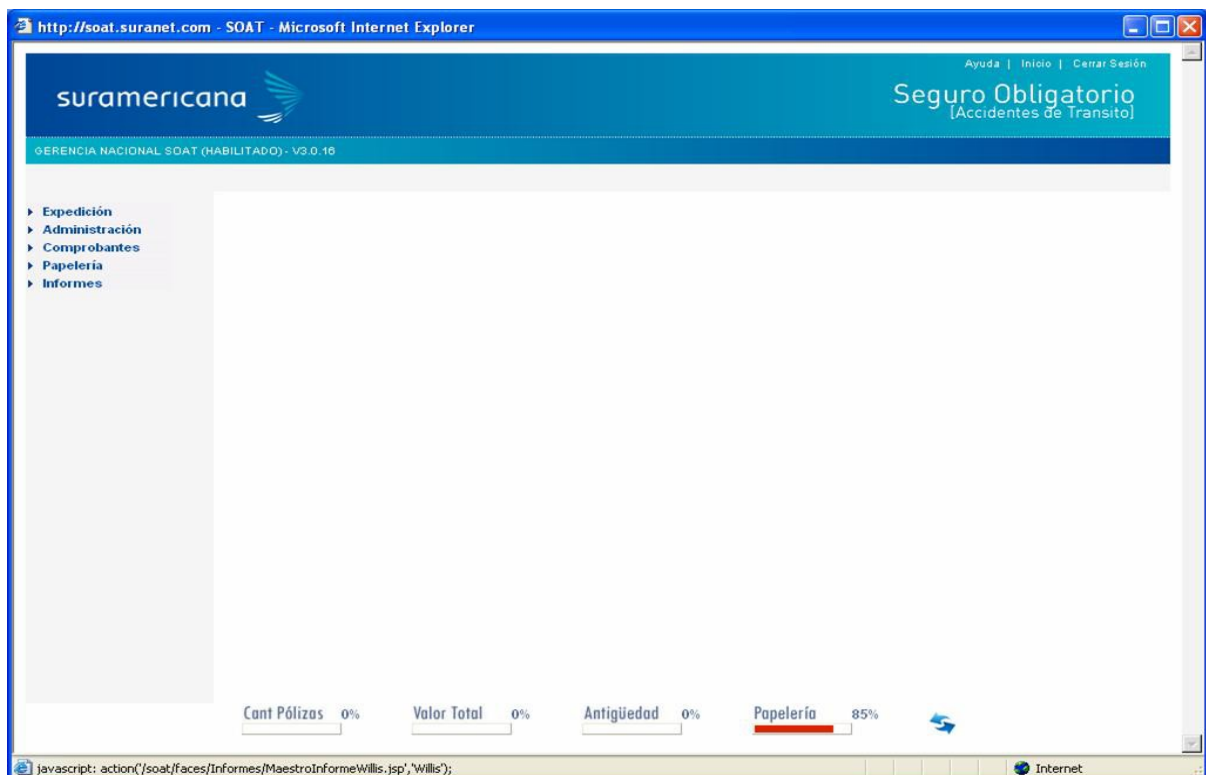 http://soat.suranet.com - SOAT - Microsoft Internet Explorer
Ayuda | Inicio | Cerrar Sesión
suramericana
Seguro Obligatorio
[Accidentes de Transito]
GERENCIA NACIONAL SOAT (HABILITADO) - V3.0.16
Expedición
Administración
Comprobantes
Papelería
Informes
Cant Pólizas 0% Valor Total 0% Antigüedad 0% Papelería 85%
javascript: action('/soat/faces/Informes/MaestroInformeWillis.jsp','Willis'); Internet